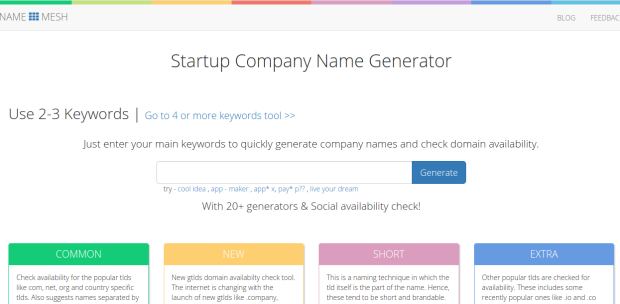 NAME MESH
BLOG FEEDBAC
Startup Company Name Generator
Use 2-3 Keywords | Go to 4 or more keywords tool >>
Just enter your main keywords to quickly generate company names and check domain availability.
Generate
try - cool idea , app - maker , app* x, pay* p?? , live your dream
With 20+ generators & Social availability check!
COMMON
Check availability for the popular tlds
like com, net, org and country specific
tlds. Also suggests names separated by
NEW
New gtlds domain availabilty check tool.
The internet is changing with the
launch of new gtlds like .company,
SHORT
This is a naming technique in which the
tld itself is the part of the name. Hence,
these tend to be short and brandable.
EXTRA
Other popular tlds are checked for
availability. These includes some
recently popular ones like .io and .co